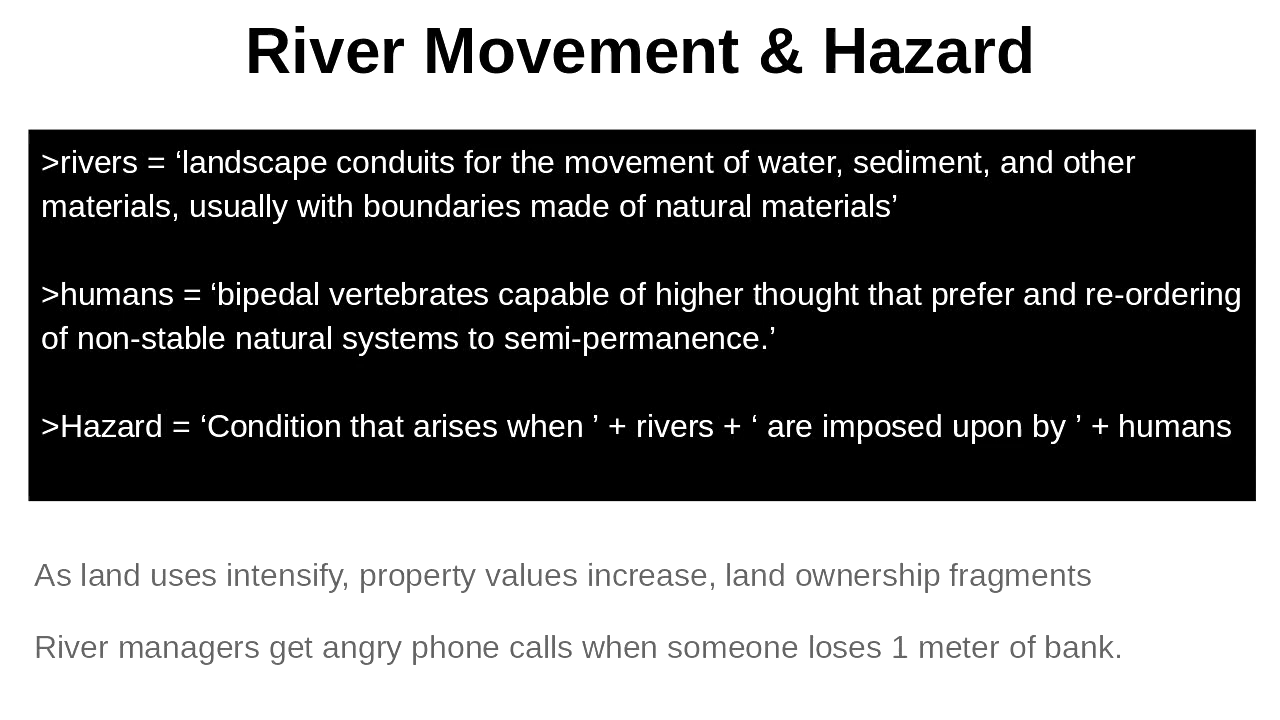 River Movement & Hazard
>rivers = ‘landscape conduits for the movement of water, sediment, and other
materials, usually with boundaries made of natural materials’
>humans = ‘bipedal vertebrates capable of higher thought that prefer and re-ordering
of non-stable natural systems to semi-permanence.’
>Hazard = ‘Condition that arises when ’ + rivers + ‘ are imposed upon by ’ + humans
As land uses intensify, property values increase, land ownership fragments
River managers get angry phone calls when someone loses 1 meter of bank.